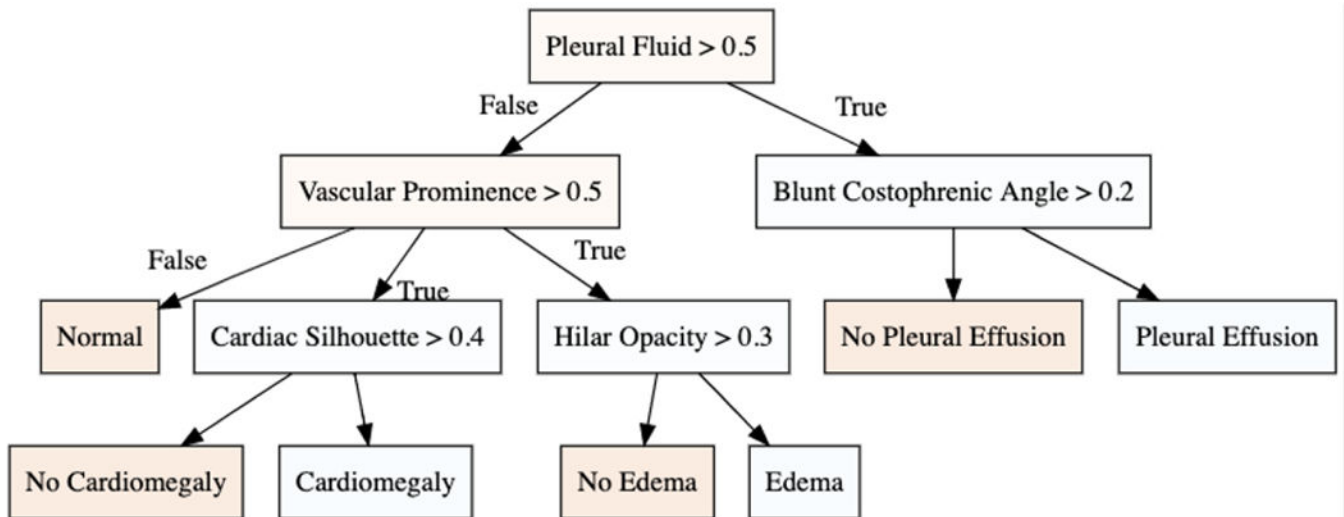 Pleural Fluid > 0.5
False
True
Vascular Prominence > 0.5
Blunt Costophrenic Angle > 0.2
False
True
True
Normal
Cardiac Silhouette > 0.4
Hilar Opacity > 0.3
No Pleural Effusion
Pleural Effusion
No Cardiomegaly
Cardiomegaly
No Edema
Edema